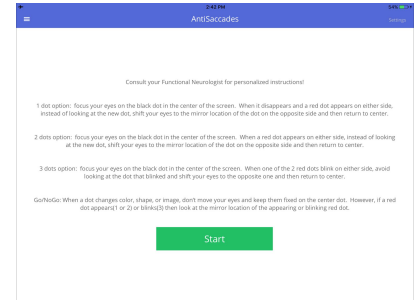 2:42 PM
54%
AntiSaccades
Settings
Consult your Functional Neurologist for personalized instructions!
1 dot option: focus your eyes on the black dot in the center of the screen. When it disappears and a red dot appears on either side,
instead of looking at the new dot, shift your eyes to the mirror location of the dot on the opposite side and then return to center.
2 dots option: focus your eyes on the black dot in the center of the screen. When a red dot appears on either side, instead of looking
at the new dot, shift your eyes to the mirror location of the dot on the opposite side and then return to center.
3 dots option: focus your eyes on the black dot in the center of the screen. When one of the 2 red dots blink on either side, avoid
looking at the dot that blinked and shift your eyes to the opposite one and then return to center.
Go/NoGo: When a dot changes color, shape, or image, don't move your eyes and keep them fixed on the center dot. However, if a red
dot appears(1 or 2) or blinks(3) then look at the mirror location of the appearing or blinking red dot.
Start